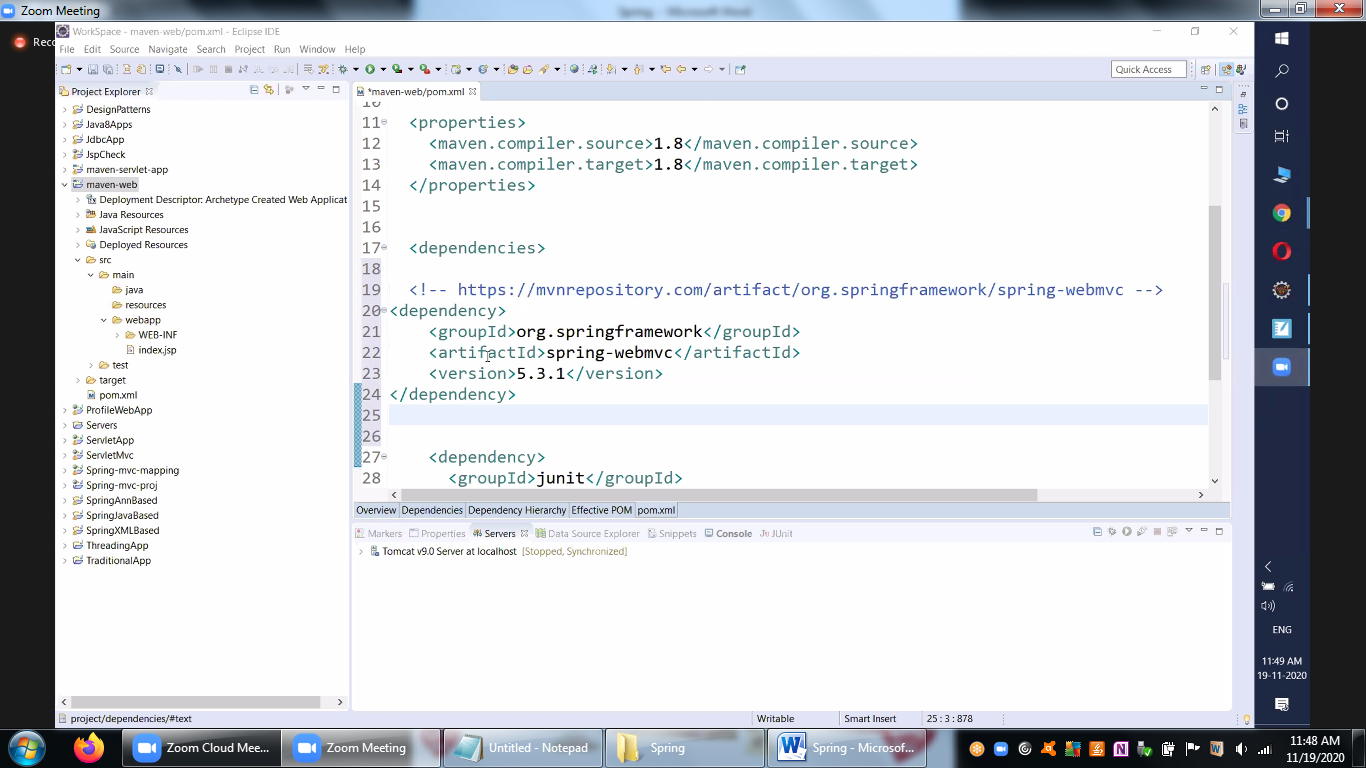 Zoom Meeting
Spring - Microsoft Word
Reco
WorkSpace - maven-web/pom.xml - Eclipse IDE
File Edit Source Navigate Search Project Run Window Help
Quick Access
Project Explorer
*maven-web/pom.xml
DesignPatterns
Java8Apps
JdbcApp
JspCheck
maven-servlet-app
maven-web
Deployment Descriptor: Archetype Created Web Applicat
Java Resources
JavaScript Resources
Deployed Resources
src
main
java
resources
webapp
WEB-INF
index.jsp
test
target
pom.xml
ProfileWebApp
Servers
ServletApp
ServletMvc
Spring-mvc-mapping
Spring-mvc-proj
SpringAnnBased
SpringJavaBased
SpringXMLBased
ThreadingApp
TraditionalApp
10
11 <properties>
12 <maven.compiler.source>1.8</maven.compiler.source>
13 <maven.compiler.target>1.8</maven.compiler.target>
14 </properties>
15
16
17 <dependencies>
18
19 <!-- https://mvnrepository.com/artifact/org.springframework/spring-webmvc -->
20 <dependency>
21 <groupId>org.springframework</groupId>
22 <artifactId>spring-webmvc</artifactId>
23 <version>5.3.1</version>
24 </dependency>
25
26
27 <dependency>
28 <groupId>junit</groupId>
Overview Dependencies Dependency Hierarchy Effective POM pom.xml
Markers Properties Servers Data Source Explorer Snippets Console JUnit
Tomcat v9.0 Server at localhost [Stopped, Synchronized]
project/dependencies/#text
Writable
Smart Insert
25 : 3 : 878
ENG
11:49 AM
19-11-2020
Zoom Cloud Mee...
Zoom Meeting
Untitled - Notepad
Spring
Spring - Microsof...
11:48 AM
11/19/2020